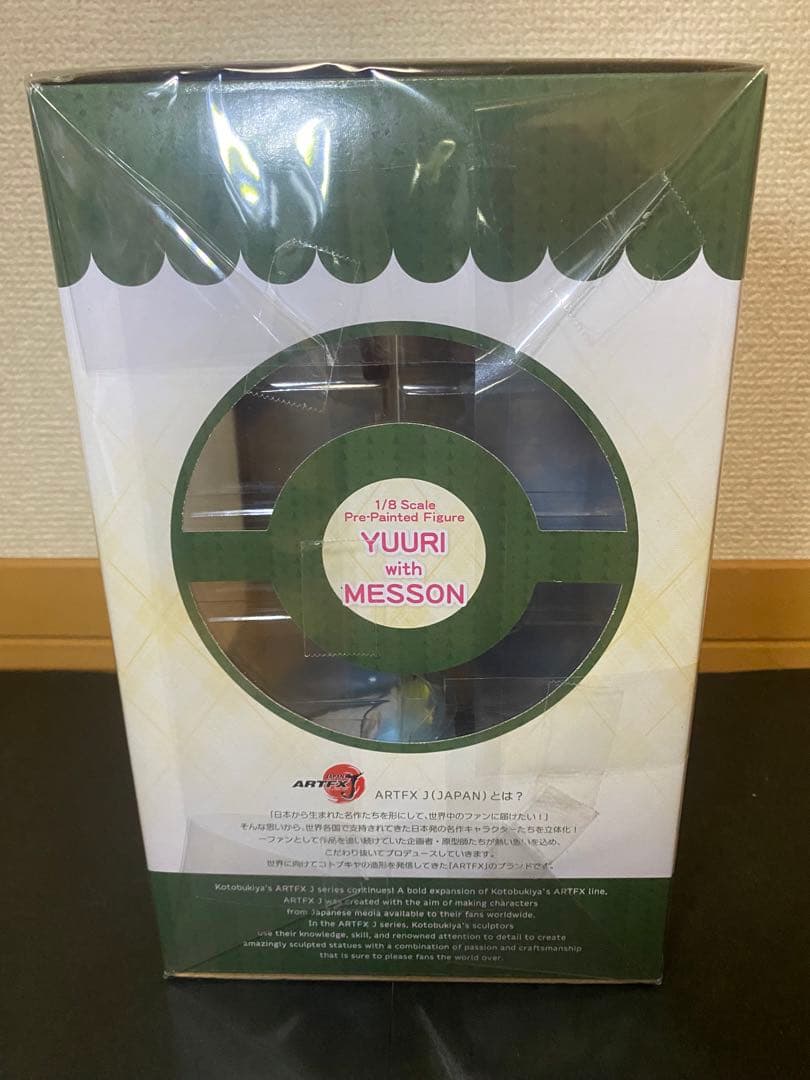 1/8 Scale
Pre-Painted Figure
YUURI
with
MESSON
JAPAN
ARTFX J
ARTFX J(JAPAN)とは?
「日本から生まれた名作たちを形にして、世界中のファンに届けたい!」
そんな思いから、世界各国で支持されてきた日本発の名作キャラクターたちを立体化!
一ファンとして作品を追い続けていた企画者・原型師たちが熱い思いを込め、
こだわり抜いてプロデュースしていきます。
世界に向けてコトブキヤの造形を発信してきた「ARTFX」のブランドです。
Kotobukiya's ARTFX J series continues! A bold expansion of Kotobukiya's ARTFX line,
ARTFX J was created with the aim of making characters
from Japanese media available to their fans worldwide.
In the ARTFX J series, Kotobukiya's sculptors
use their knowledge, skill, and renowned attention to detail to create
amazingly sculpted statues with a combination of passion and craftsmanship
that is sure to please fans the world over.